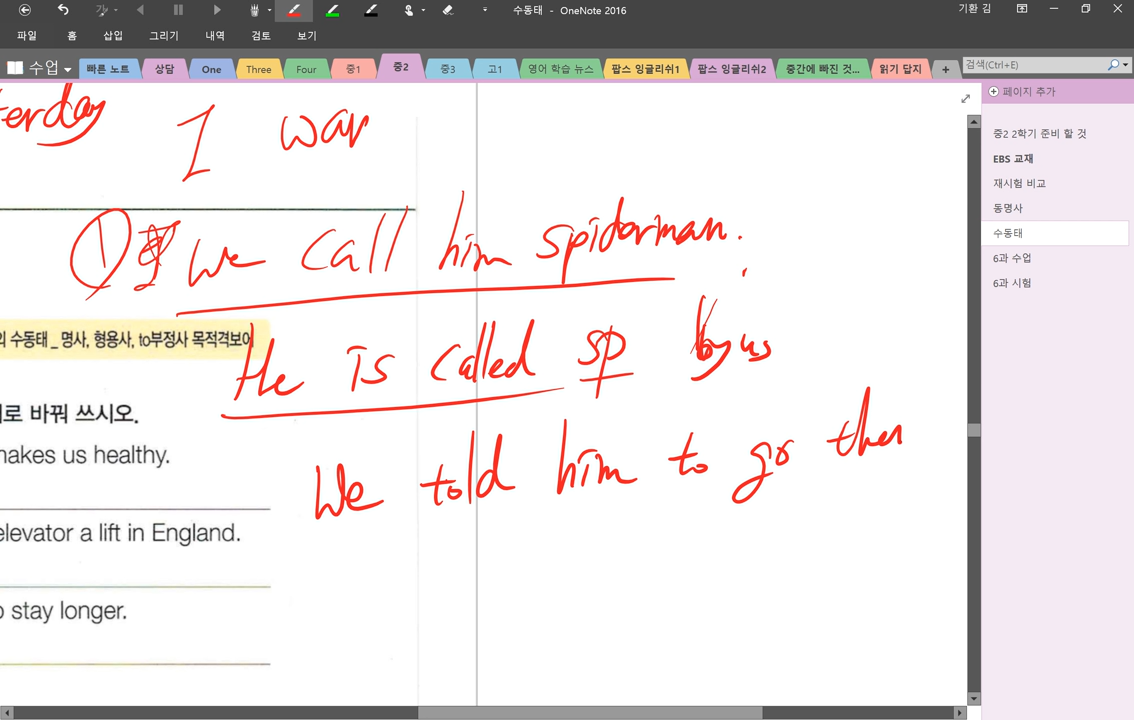 수동태 - OneNote 2016
기환 김
파일 홈 삽입 그리기 내역 검토 보기
수업 빠른 노트 상담 One Three Four 중1 중2 중3 고1 영어 학습 뉴스 팝스 잉글리쉬1 팝스 잉글리쉬2 중간에 빠진 것... 읽기 답지 +
검색(Ctrl+E)
페이지 추가
중2 2학기 준비 할 것
EBS 교재
재시험 비교
동명사
수동태
6과 수업
6과 시험
terday
I war
① we call him spiderman.
의 수동태 _ 명사, 형용사, to부정사 목적격보어
He is called sp by us
로 바꿔 쓰시오.
makes us healthy.
We told him to go ther
elevator a lift in England.
o stay longer.